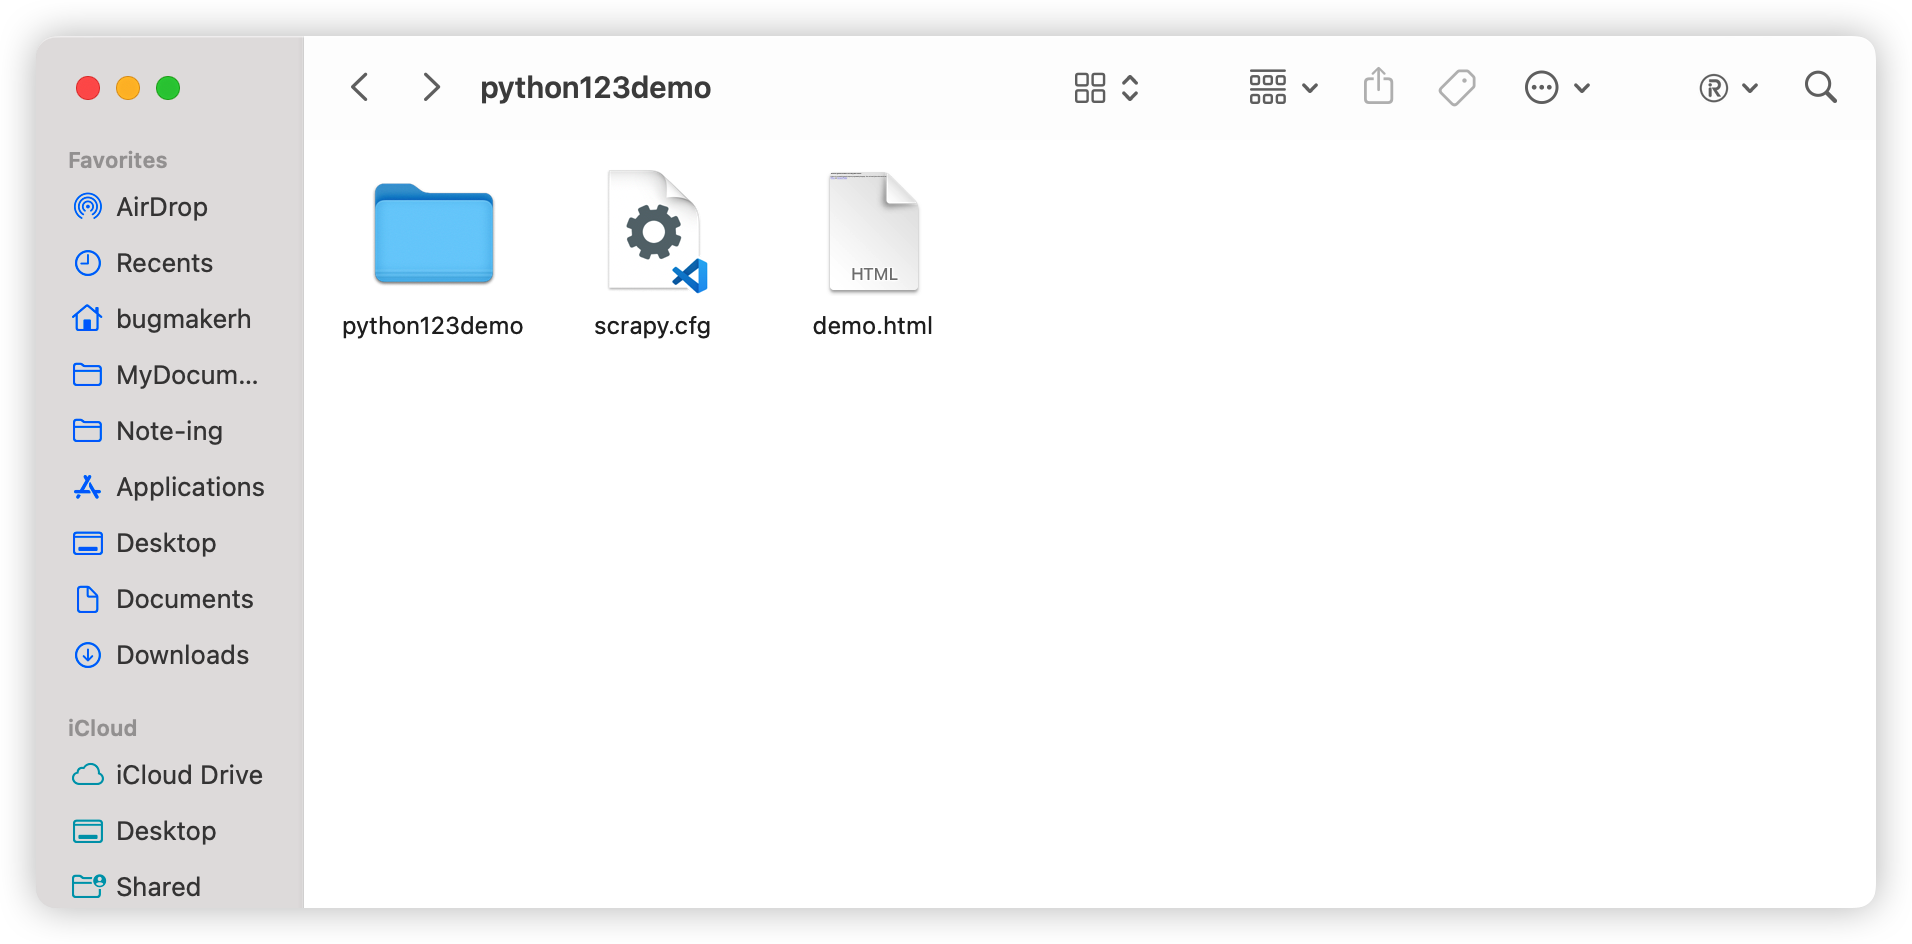 python123demo
Favorites
AirDrop
Recents
bugmakerh
MyDocum...
Note-ing
Applications
Desktop
Documents
Downloads
iCloud
iCloud Drive
Desktop
Shared
HTML
python123demo
scrapy.cfg
demo.html